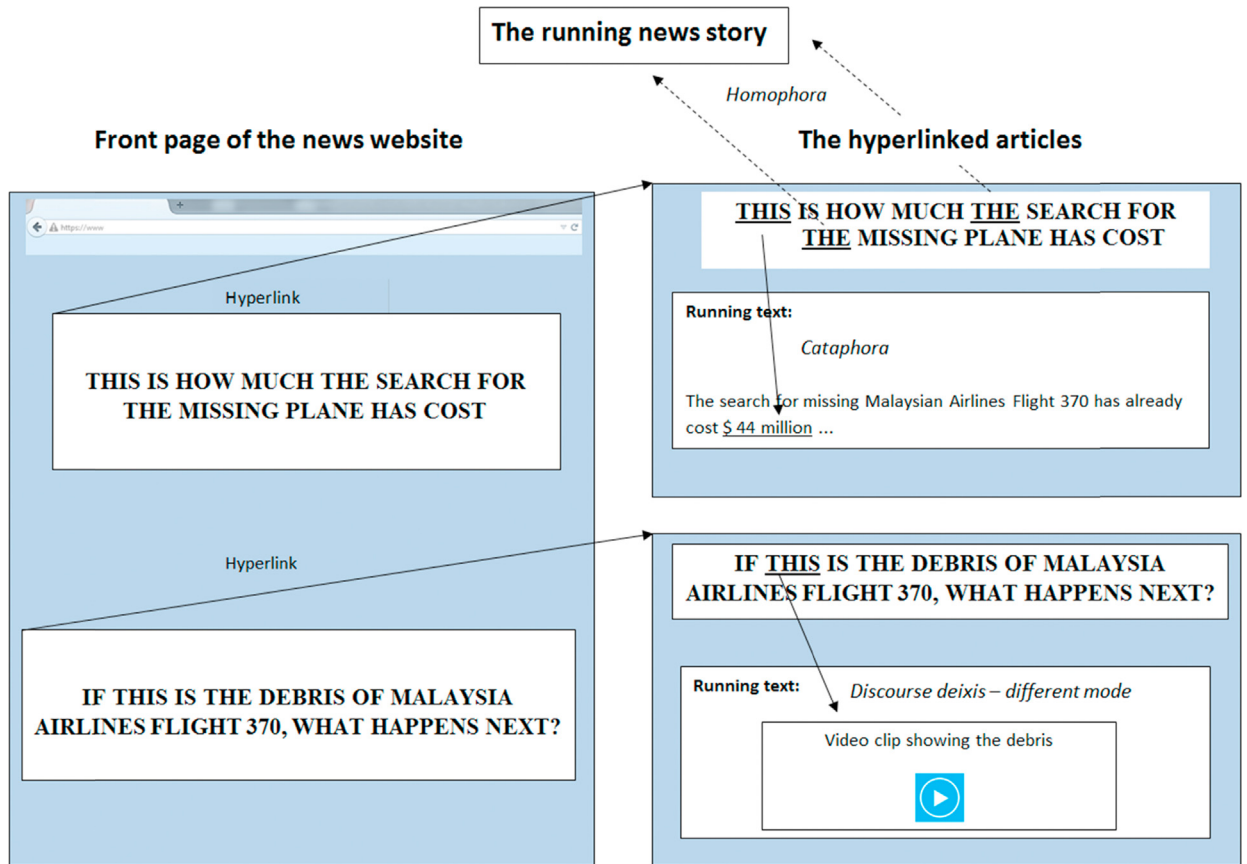 The running news story
Homophora
Front page of the news website
The hyperlinked articles
+
https://www
Hyperlink
THIS IS HOW MUCH THE SEARCH FOR
THE MISSING PLANE HAS COST
Hyperlink
IF THIS IS THE DEBRIS OF MALAYSIA
AIRLINES FLIGHT 370, WHAT HAPPENS NEXT?
THIS IS HOW MUCH THE SEARCH FOR
THE MISSING PLANE HAS COST
Running text:
Cataphora
The search for missing Malaysian Airlines Flight 370 has already
cost $ 44 million ...
IF THIS IS THE DEBRIS OF MALAYSIA
AIRLINES FLIGHT 370, WHAT HAPPENS NEXT?
Running text:
Discourse deixis – different mode
Video clip showing the debris